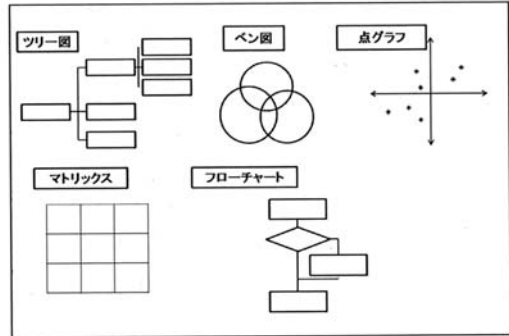 ツリー図
ベン図
点グラフ
マトリックス
フローチャート